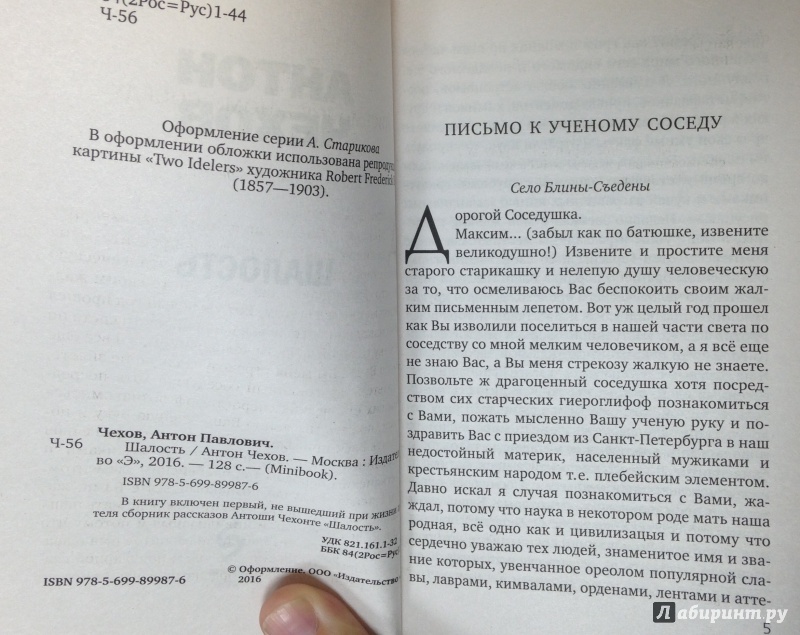 84(2Рос=Рус)1-44
Ч-56
Оформление серии А. Старикова
В оформлении обложки использована
картины «Two Idelers» художника Robert Frederick
(1857—1903).
Чехов, Антон Павлович.
Ч-56 Шалость / Антон Чехов. — Москва :
во «Э», 2016. — 128 с.— (Minibook).
ISBN 978-5-699-89987-6
В книгу включен первый, не вышедший при жизни
теля сборник рассказов Антоши Чехонте «Шалость».
УДК 821.161.1-32
ББК 84(2Рос=Рус)
ISBN 978-5-699-89987-6
© Оформление. ООО «Издательство
2016
ПИСЬМО К УЧЕНОМУ СОСЕДУ
Село Блины-Съедены
Дорогой Соседушка.
Максим... (забыл как по батюшке, извените
великодушно!) Извените и простите меня
старого старикашку и нелепую душу человеческую
за то, что осмеливаюсь Вас беспокоить своим жал-
ким письменным лепетом. Вот уж целый год прошел
как Вы изволили поселиться в нашей части света по
соседству со мной мелким человечиком, а я всё еще
не знаю Вас, а Вы меня стрекозу жалкую не знаете.
Позвольте ж драгоценный соседушка хотя посред-
ством сих старческих гиероглифоф познакомиться
с Вами, пожать мысленно Вашу ученую руку и по-
здравить Вас с приездом из Санкт-Петербурга в наш
недостойный материк, населенный мужиками и
крестьянским народом т.е. плебейским элементом.
Давно искал я случая познакомиться с Вами, жа-
ждал, потому что наука в некотором роде мать наша
родная, всё одно как и цивилизацыя и потому что
сердечно уважаю тех людей, знаменитое имя и зва-
ние которых, увенчанное ореолом популярной сла-
вы, лаврами, кимвалами, орденами, лентами и атте-
5
Лабиринт.ру